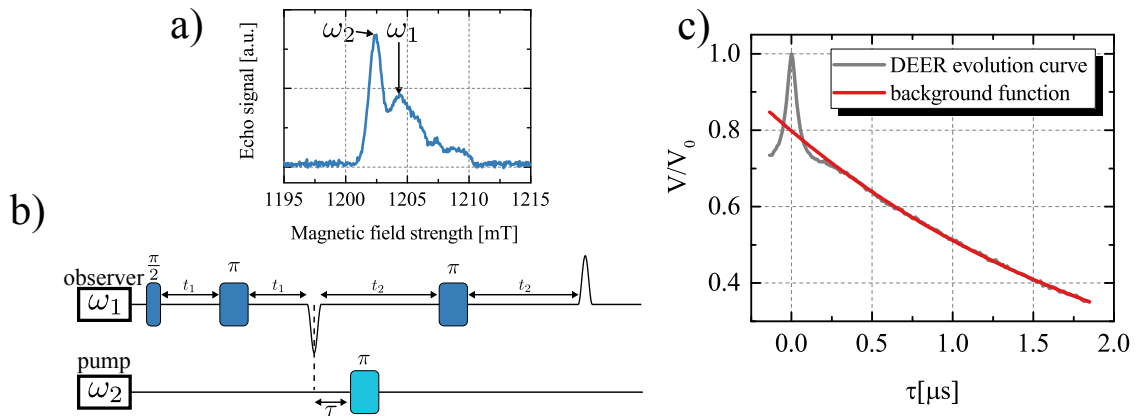 a)
ω₂
ω₁
Echo signal [a.u.]
1195 1200 1205 1210 1215
Magnetic field strength [mT]
b)
observer
ω₁
π/2
t₁
π
t₁
t₂
π
t₂
pump
ω₂
τ
π
c)
DEER evolution curve
background function
V/V₀
1.0
0.8
0.6
0.4
0.0 0.5 1.0 1.5 2.0
τ[μs]